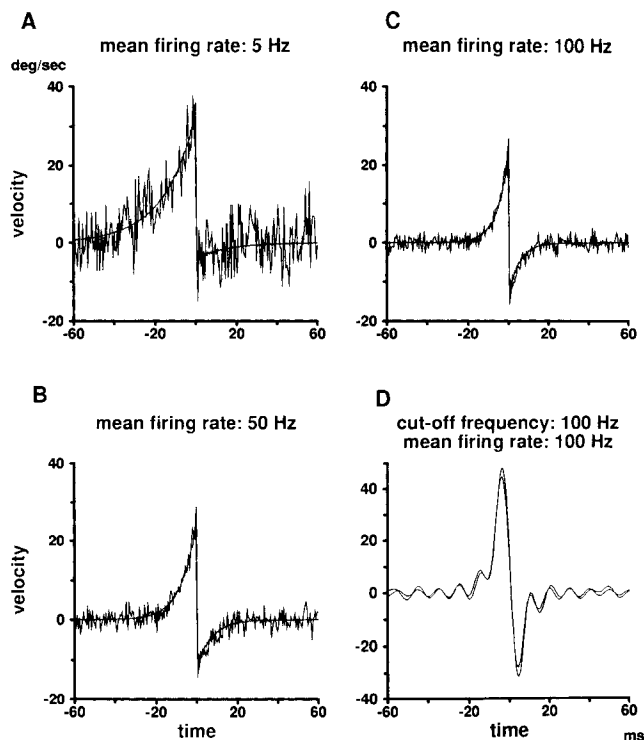 A
mean firing rate: 5 Hz
deg/sec
40
20
0
-20
velocity
-60
-20
20
60
C
mean firing rate: 100 Hz
40
20
0
-20
-60
-20
20
60
B
mean firing rate: 50 Hz
40
20
0
-20
velocity
-60
-20
20
60
time
D
cut-off frequency: 100 Hz
mean firing rate: 100 Hz
40
20
0
-20
-40
-60
-20
20
60
time
ms